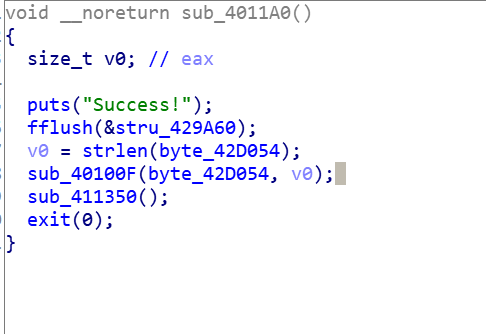 void __noreturn sub_4011A0()
{
  size_t v0; // eax

  puts("Success!");
  fflush(&stru_429A60);
  v0 = strlen(byte_42D054);
  sub_40100F(byte_42D054, v0);
  sub_411350();
  exit(0);
}